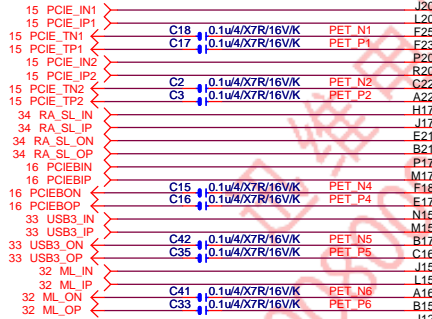 15 PCIE_IN1 J20
15 PCIE_IP1 L20
15 PCIE_TN1 C18 0.1u/4/X7R/16V/K PET_N1 F25
15 PCIE_TP1 C17 0.1u/4/X7R/16V/K PET_P1 F23
15 PCIE_IN2 P20
15 PCIE_IP2 R20
15 PCIE_TN2 C2 0.1u/4/X7R/16V/K PET_N2 C22
15 PCIE_TP2 C3 0.1u/4/X7R/16V/K PET_P2 A22
34 RA_SL_IN H17
34 RA_SL_IP J17
34 RA_SL_ON E21
34 RA_SL_OP B21
16 PCIEBIN P17
16 PCIEBIP M17
16 PCIEBON C15 0.1u/4/X7R/16V/K PET_N4 F18
16 PCIEBOP C16 0.1u/4/X7R/16V/K PET_P4 E17
33 USB3_IN N15
33 USB3_IP M15
33 USB3_ON C42 0.1u/4/X7R/16V/K PET_N5 B17
33 USB3_OP C35 0.1u/4/X7R/16V/K PET_P5 C16
32 ML_IN J15
32 ML_IP L15
32 ML_ON C41 0.1u/4/X7R/16V/K PET_N6 A16
32 ML_OP C33 0.1u/4/X7R/16V/K PET_P6 B15
迅维